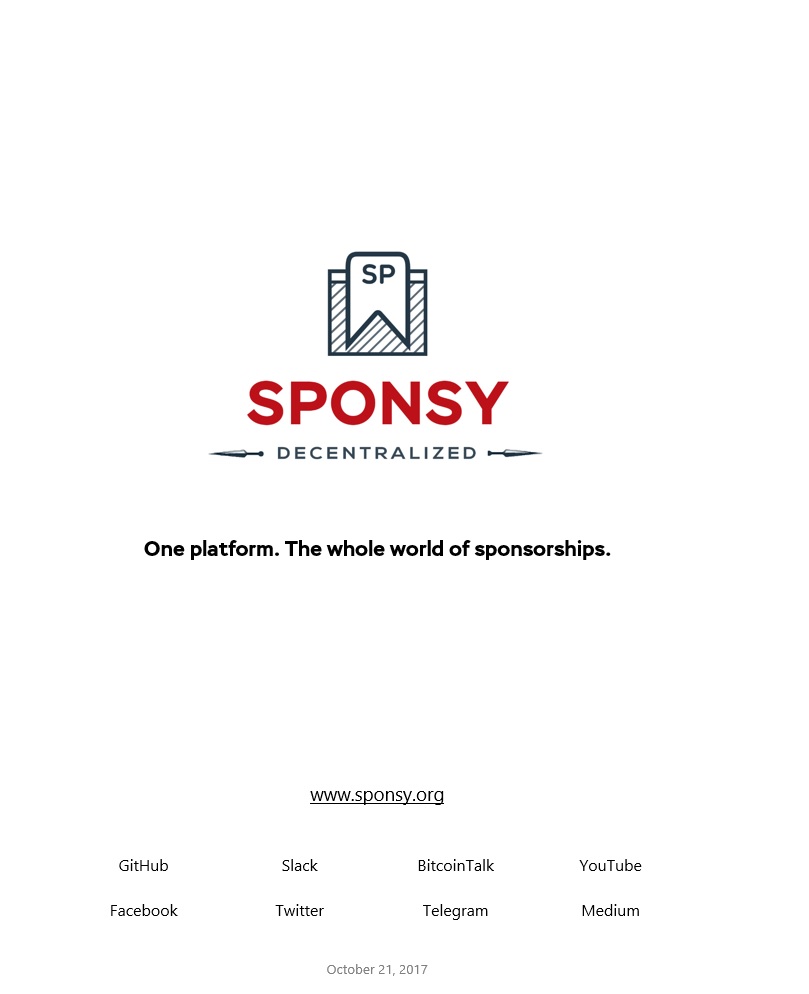 SP
SPONSY
DECENTRALIZED
One platform. The whole world of sponsorships.
www.sponsy.org
GitHub Slack BitcoinTalk YouTube
Facebook Twitter Telegram Medium
October 21, 2017